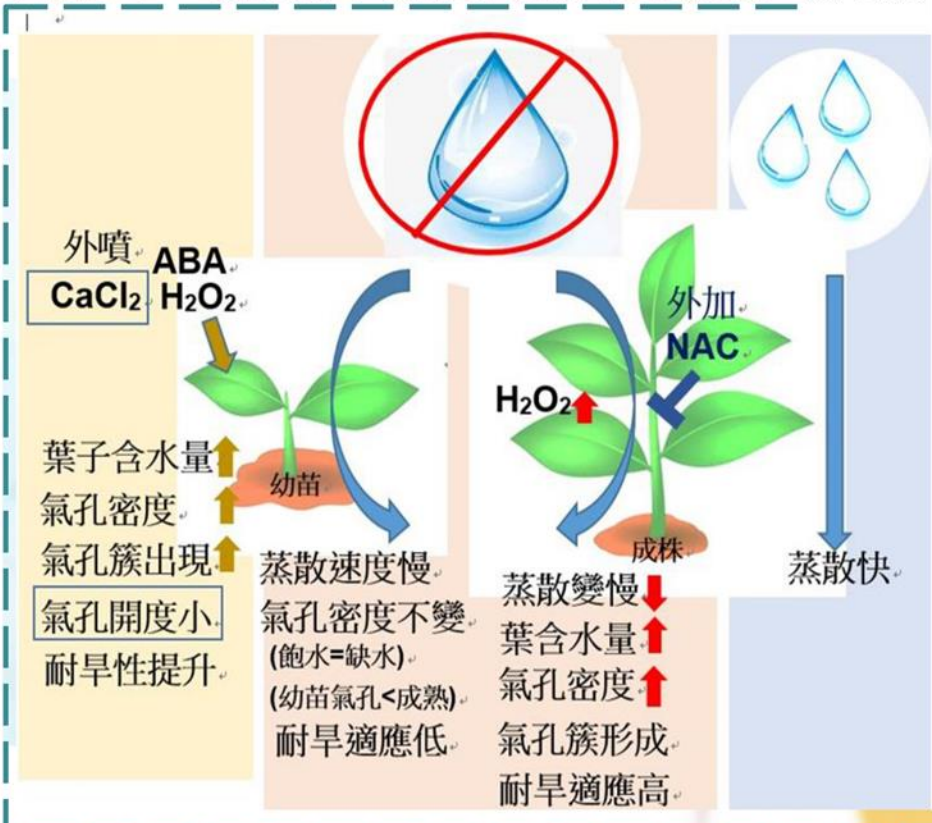 外噴
ABA
CaCl₂
H₂O₂
葉子含水量
氣孔密度
氣孔簇出現
氣孔開度小
耐旱性提升
幼苗
蒸散速度慢
氣孔密度不變
(飽水=缺水)
(幼苗氣孔<成熟)
耐旱適應低
外加
NAC
H₂O₂
成株
蒸散變慢
葉含水量
氣孔密度
氣孔簇形成
耐旱適應高
蒸散快